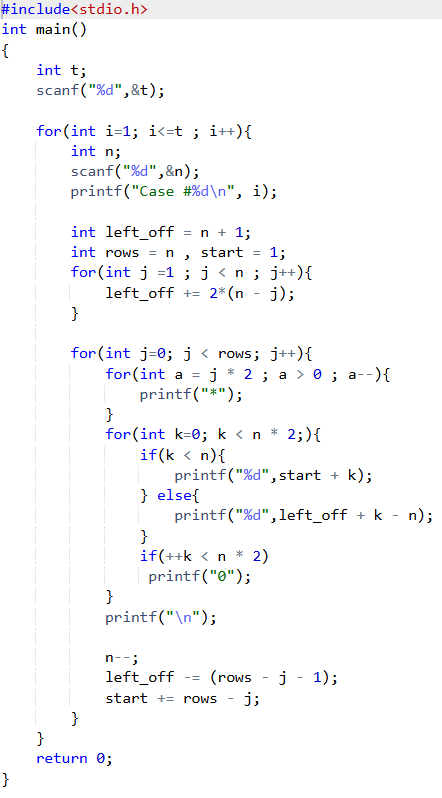 #include<stdio.h>
int main()
{
    int t;
    scanf("%d",&t);

    for(int i=1; i<=t ; i++){
        int n;
        scanf("%d",&n);
        printf("Case #%d\n", i);

        int left_off = n + 1;
        int rows = n , start = 1;
        for(int j =1 ; j < n ; j++){
            left_off += 2*(n - j);
        }

        for(int j=0; j < rows; j++){
            for(int a = j * 2 ; a > 0 ; a--){
                printf("*");
            }
            for(int k=0; k < n * 2;){
                if(k < n){
                    printf("%d",start + k);
                } else{
                    printf("%d",left_off + k - n);
                }
                if(++k < n * 2)
                 printf("0");
            }
            printf("\n");

            n--;
            left_off -= (rows - j - 1);
            start += rows - j;
        }
    }
    return 0;
}